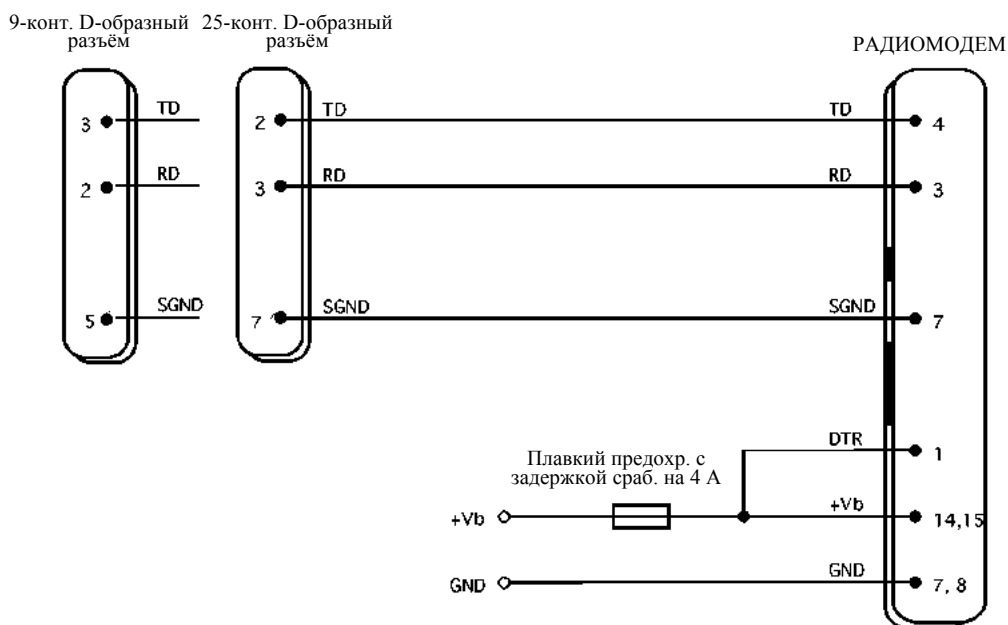 9-конт. D-образный разъём
25-конт. D-образный разъём
РАДИОМОДЕМ
3 TD
2 TD
TD 4
2 RD
3 RD
RD 3
5 SGND
7 SGND
SGND 7
DTR 1
Плавкий предохр. с
задержкой сраб. на 4 А
+Vb
+Vb 14,15
GND
GND 7, 8